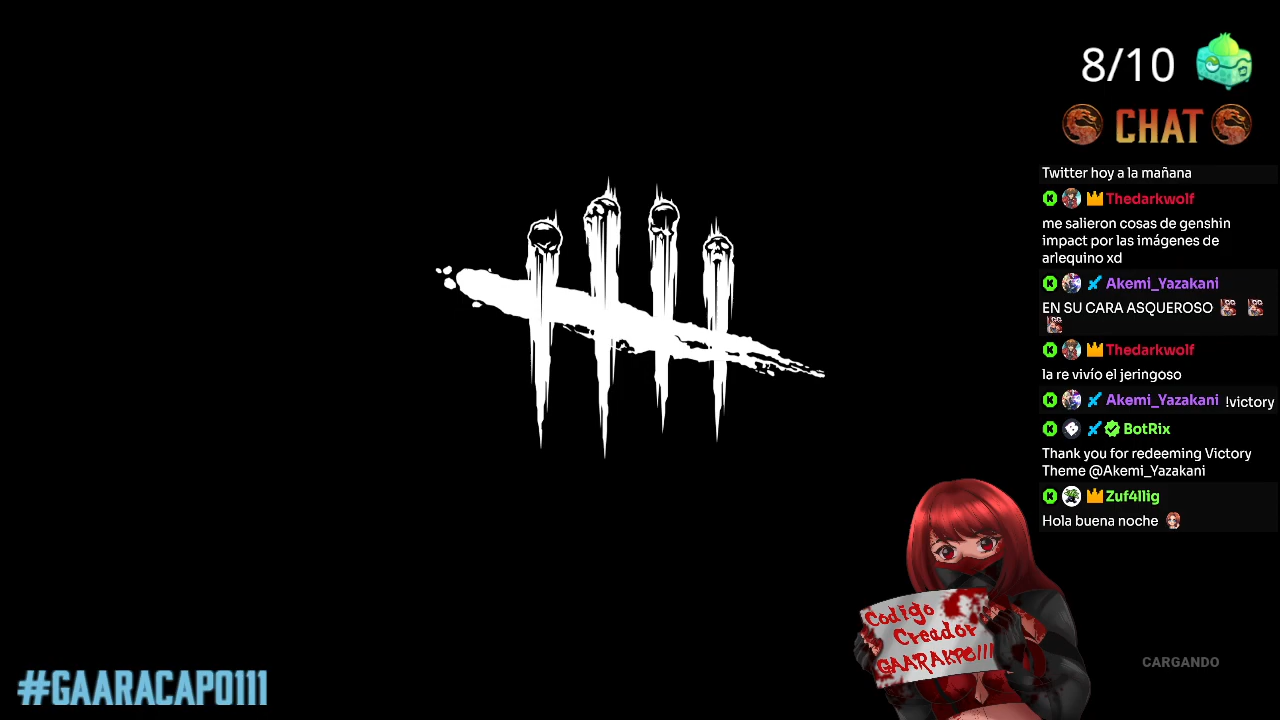 8/10
CHAT
Twitter hoy a la mañana
Thedarkwolf
me salieron cosas de genshin
impact por las imágenes de
arlequino xd
Akemi_Yazakani
EN SU CARA ASQUEROSO
Thedarkwolf
la re vivío el jeringoso
Akemi_Yazakani !victory
BotRix
Thank you for redeeming Victory
Theme @Akemi_Yazakani
Zuf4llig
Hola buena noche
Codigo
Creador
GAARAKPO111
CARGANDO
#GAARACAPO111